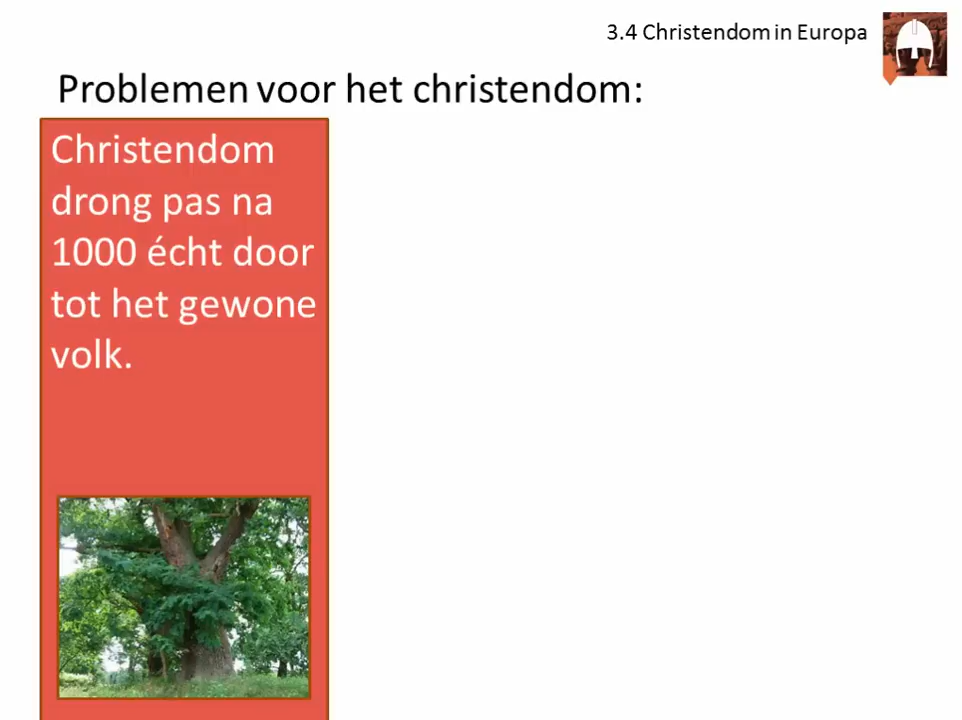 3.4 Christendom in Europa
Problemen voor het christendom:
Christendom
drong pas na
1000 écht door
tot het gewone
volk.